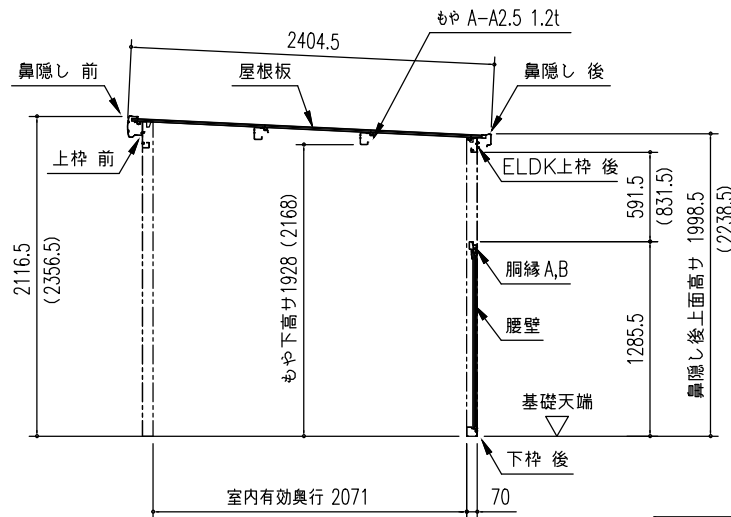 もや A-A2.5 1.2t
2404.5
鼻隠し 前
屋根板
鼻隠し 後
上枠 前
ELDK上枠 後
591.5
(831.5)
鼻隠し後上面高サ 1998.5
(2238.5)
2116.5
(2356.5)
もや下高サ1928 (2168)
胴縁A,B
腰壁
1285.5
基礎天端
下枠 後
室内有効奥行 2071
70